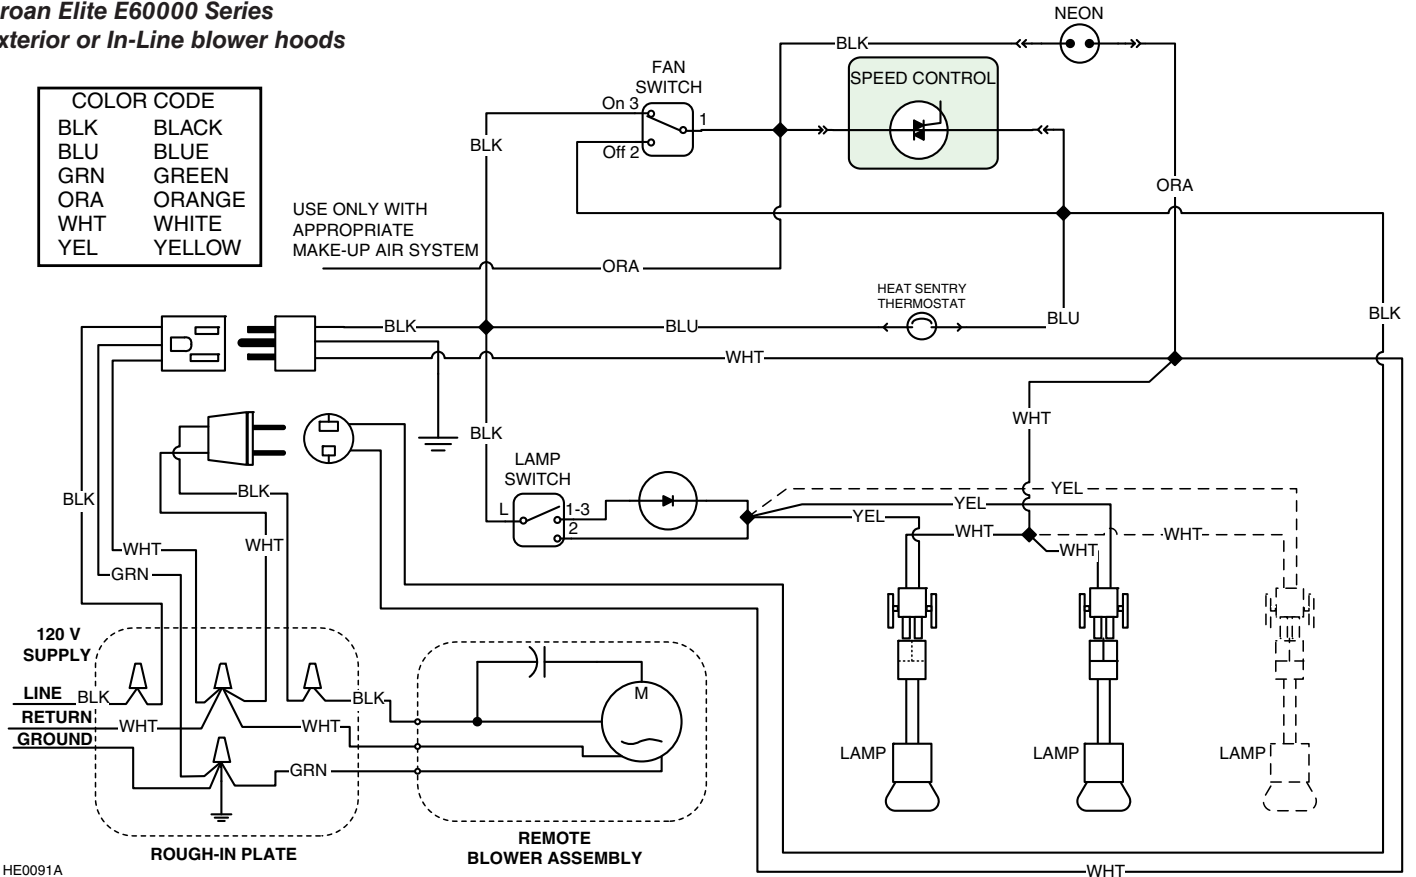 roan Elite E60000 Series
xterior or In-Line blower hoods
NEON
BLK
FAN
SWITCH
SPEED CONTROL
COLOR CODE
BLK BLACK
BLU BLUE
GRN GREEN
ORA ORANGE
WHT WHITE
YEL YELLOW
On 3
1
Off 2
BLK
ORA
USE ONLY WITH
APPROPRIATE
MAKE-UP AIR SYSTEM
ORA
HEAT SENTRY
THERMOSTAT
BLK
BLU
BLU
BLK
WHT
WHT
BLK
LAMP
SWITCH
L
1-3
2
YEL
YEL
YEL
WHT
WHT
WHT
BLK
BLK
WHT
WHT
GRN
120 V
SUPPLY
LINE
BLK
RETURN
WHT
GROUND
BLK
WHT
GRN
M
LAMP
LAMP
LAMP
ROUGH-IN PLATE
REMOTE
BLOWER ASSEMBLY
WHT
HE0091A